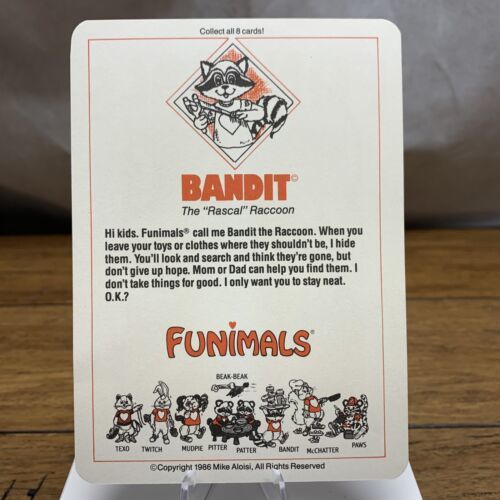 Collect all 8 cards!
BANDIT©
The "Rascal" Raccoon
Hi kids. Funimals® call me Bandit the Raccoon. When you
leave your toys or clothes where they shouldn't be, I hide
them. You'll look and search and think they're gone, but
don't give up hope. Mom or Dad can help you find them. I
don't take things for good. I only want you to stay neat.
O.K.?
FUNIMALS®
BEAK-BEAK
TEXO TWITCH MUDPIE PITTER PATTER BANDIT McCHATTER PAWS
©Copyright 1986 Mike Aloisi, All Rights Reserved